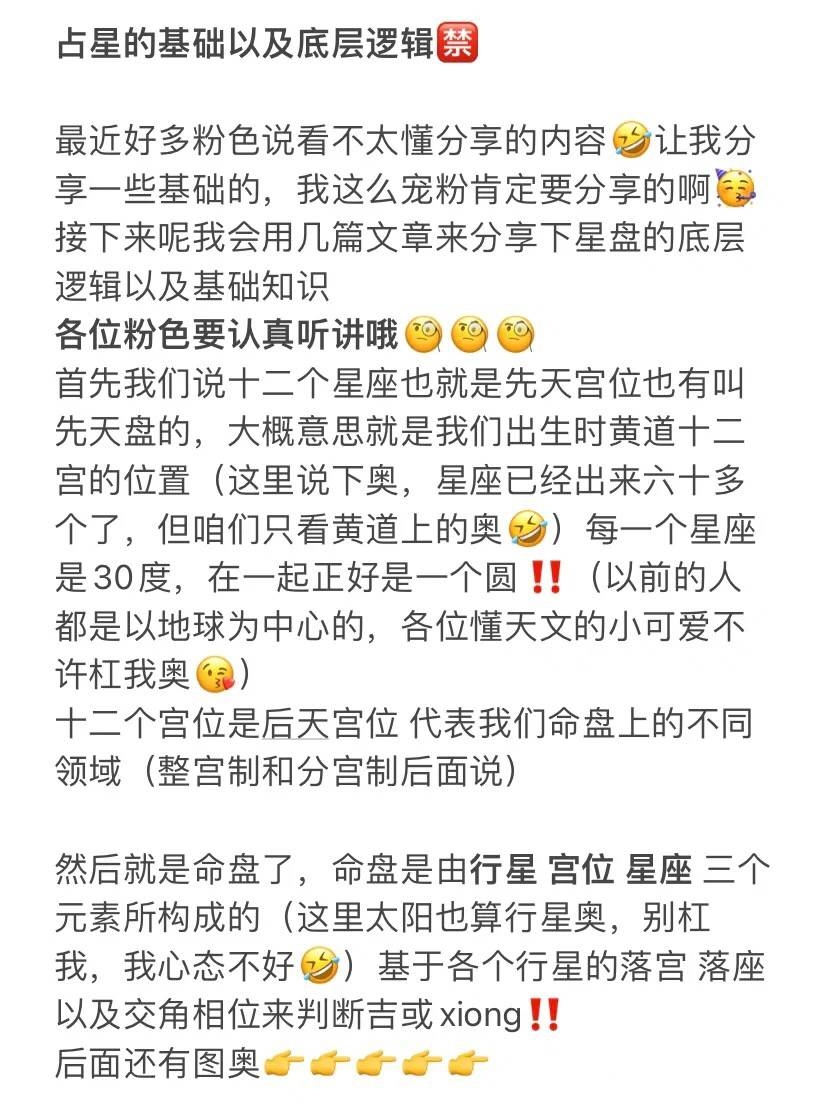 占星的基础以及底层逻辑🈲
最近好多粉色说看不太懂分享的内容🤣让我分
享一些基础的，我这么宠粉肯定要分享的啊🥳
接下来呢我会用几篇文章来分享下星盘的底层
逻辑以及基础知识
各位粉色要认真听讲哦🧐🧐🧐
首先我们说十二个星座也就是先天宫位也有叫
先天盘的，大概意思就是我们出生时黄道十二
宫的位置（这里说下奥，星座已经出来六十多
个了，但咱们只看黄道上的奥🤣）每一个星座
是30度，在一起正好是一个圆‼️（以前的人
都是以地球为中心的，各位懂天文的小可爱不
许杠我奥😘）
十二个宫位是后天宫位 代表我们命盘上的不同
领域（整宫制和分宫制后面说）
然后就是命盘了，命盘是由行星 宫位 星座 三个
元素所构成的（这里太阳也算行星奥，别杠
我，我心态不好🤣）基于各个行星的落宫 落座
以及交角相位来判断吉或xiong‼️
后面还有图奥👉👉👉👉👉